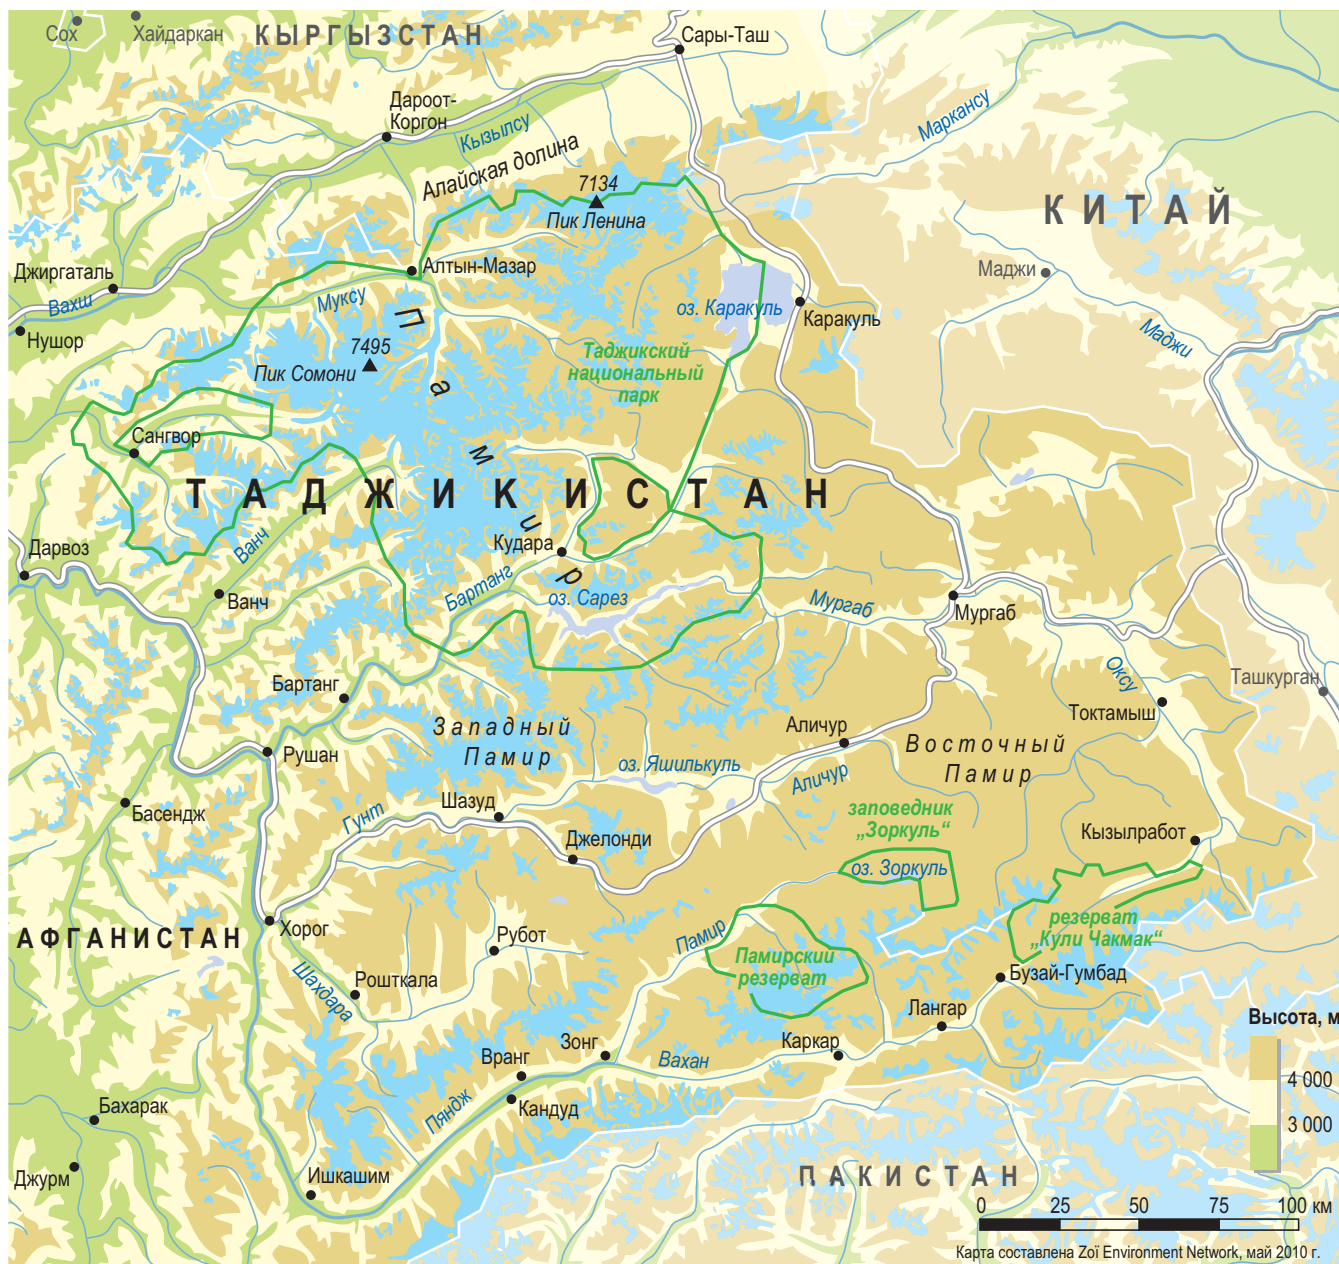 Сох
Хайдаркан
КЫРГЫЗСТАН
Сары-Таш
Дароот-
Коргон
Кызылсу
Маркансу
Алайская долина
7134
Пик Ленина
КИТАЙ
Джиргаталь
Вахш
Алтын-Мазар
Муксу
Маджи
Нушор
оз. Каракуль
Каракуль
Маджи
7495
Пик Сомони
Таджикский
национальный
парк
Памир
Сангвор
ТАДЖИКИСТАН
Дарвоз
Ванч
Ванч
Кудара
Бартанг
оз. Сарез
Мургаб
Мургаб
Оксу
Ташкурган
Бартанг
Токтамыш
Рушан
Западный
Памир
Аличур
Восточный
Памир
оз. Яшилькуль
Аличур
Басендж
Гунт
Шазуд
Джелонди
заповедник
„Зоркуль“
оз. Зоркуль
Кызылработ
Хорог
АФГАНИСТАН
Рубот
Памир
Памирский
резерват
резерват
„Кули Чакмак“
Бузай-Гумбад
Шахдара
Рошткала
Лангар
Высота, м
4 000
3 000
Зонг
Вахан
Каркар
Вранг
Пяндж
Кандуд
Бахарак
Джурм
Ишкашим
ПАКИСТАН
0 25 50 75 100 км
Карта составлена Zoï Environment Network, май 2010 г.